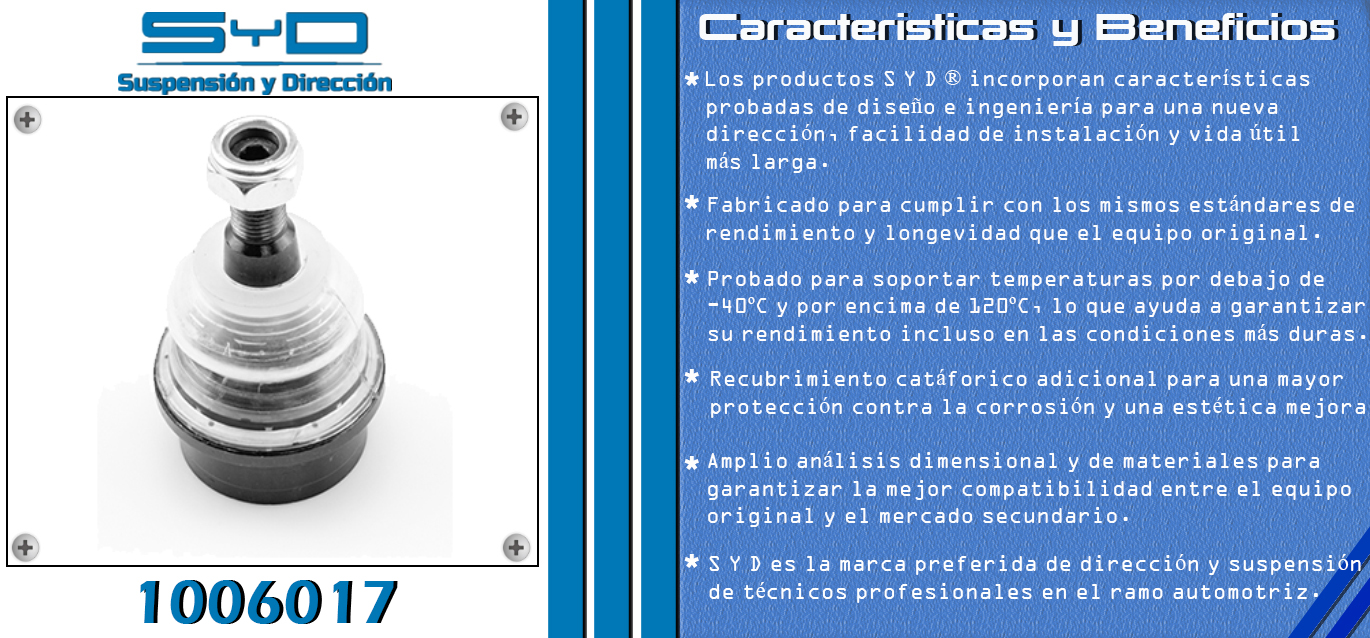 SYD
Suspensión y Dirección
1006017
Caracteristicas y Beneficios
* Los productos S Y D ® incorporan características
probadas de diseño e ingeniería para una nueva
dirección, facilidad de instalación y vida útil
más larga.
* Fabricado para cumplir con los mismos estándares de
rendimiento y longevidad que el equipo original.
* Probado para soportar temperaturas por debajo de
-40°C y por encima de 120°C, lo que ayuda a garantizar
su rendimiento incluso en las condiciones más duras.
* Recubrimiento catáforico adicional para una mayor
protección contra la corrosión y una estética mejora
* Amplio análisis dimensional y de materiales para
garantizar la mejor compatibilidad entre el equipo
original y el mercado secundario.
* S Y D es la marca preferida de dirección y suspensión
de técnicos profesionales en el ramo automotriz.